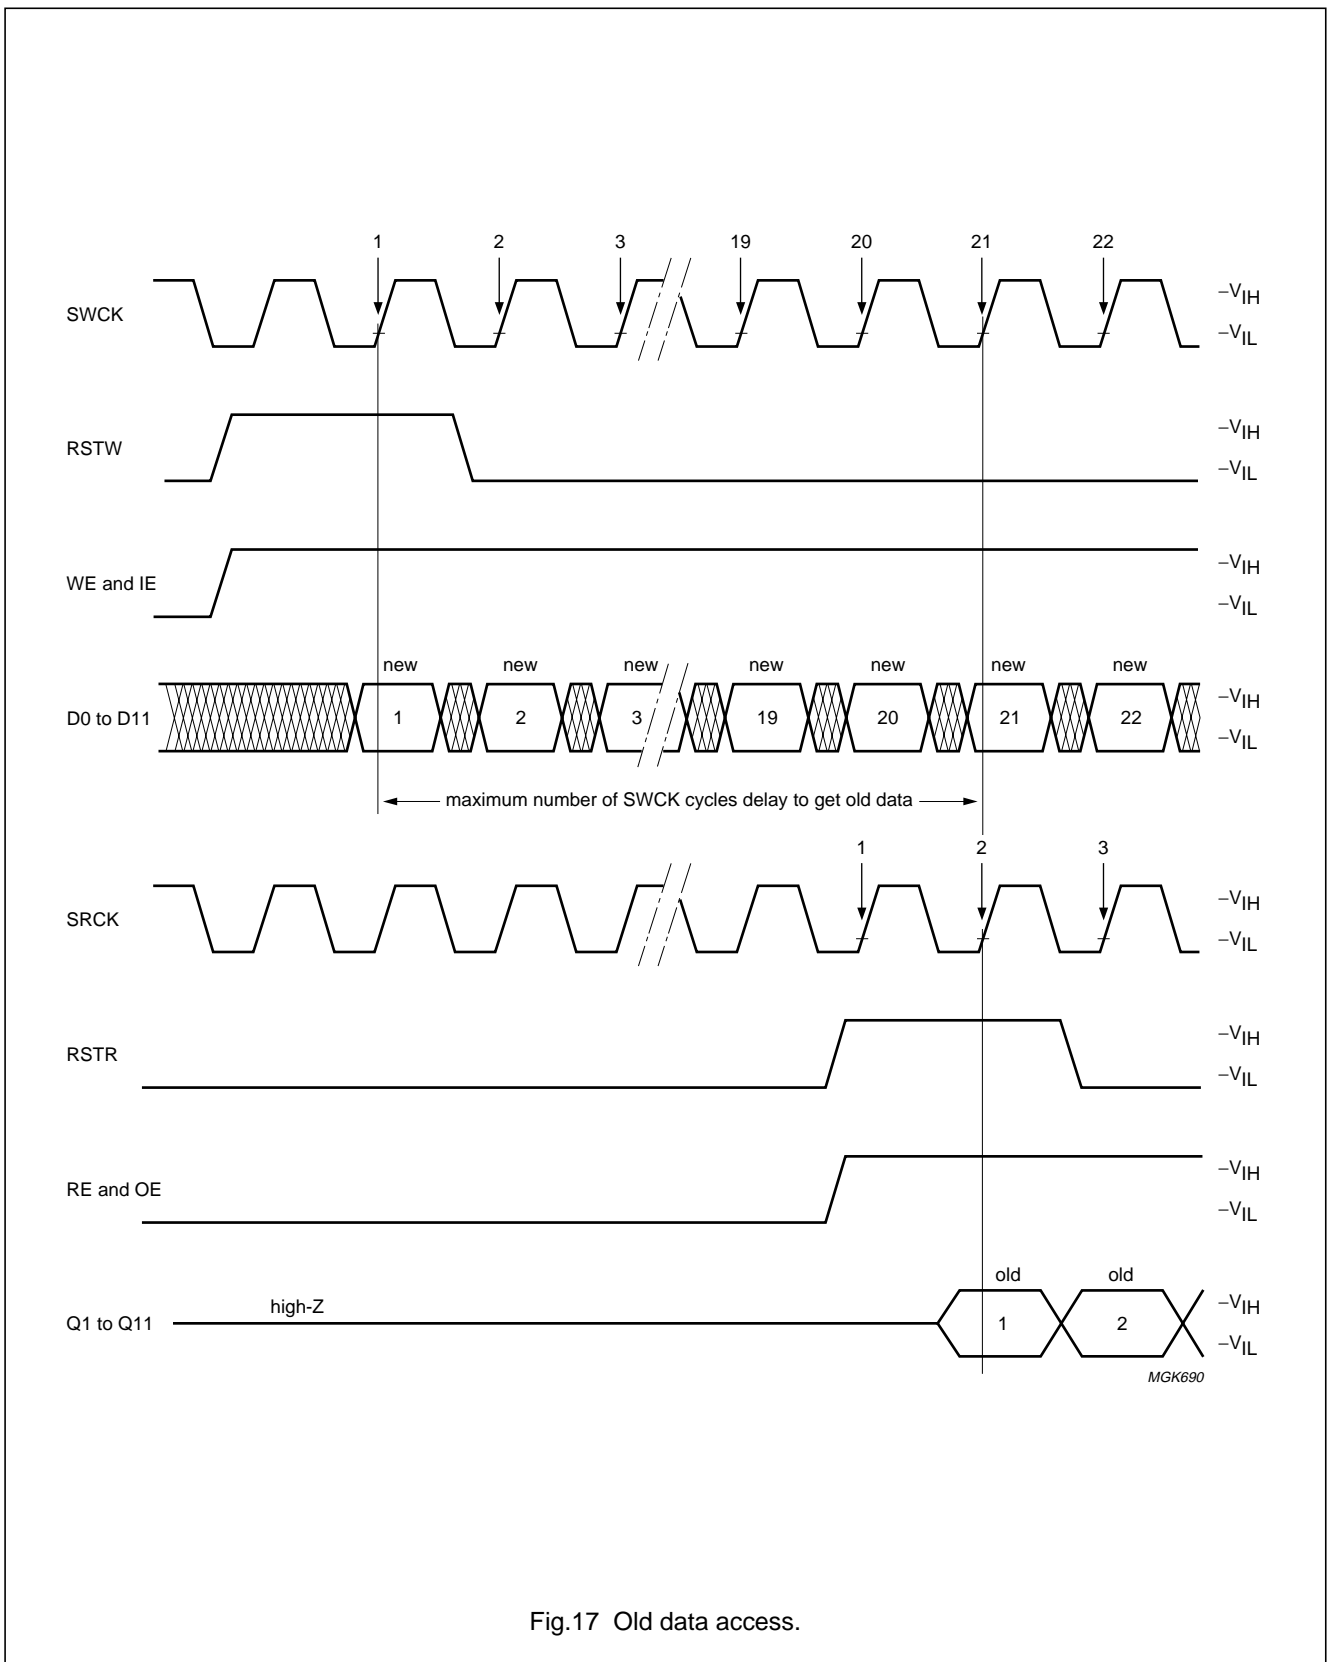 1 2 3 19 20 21 22
SWCK
–VIH
–VIL
RSTW
–VIH
–VIL
WE and IE
–VIH
–VIL
new new new new new new new
D0 to D11
1 2 3 19 20 21 22
–VIH
–VIL
maximum number of SWCK cycles delay to get old data
1 2 3
SRCK
–VIH
–VIL
RSTR
–VIH
–VIL
RE and OE
–VIH
–VIL
old old
Q1 to Q11
high-Z
1 2
–VIH
–VIL
MGK690
Fig.17 Old data access.